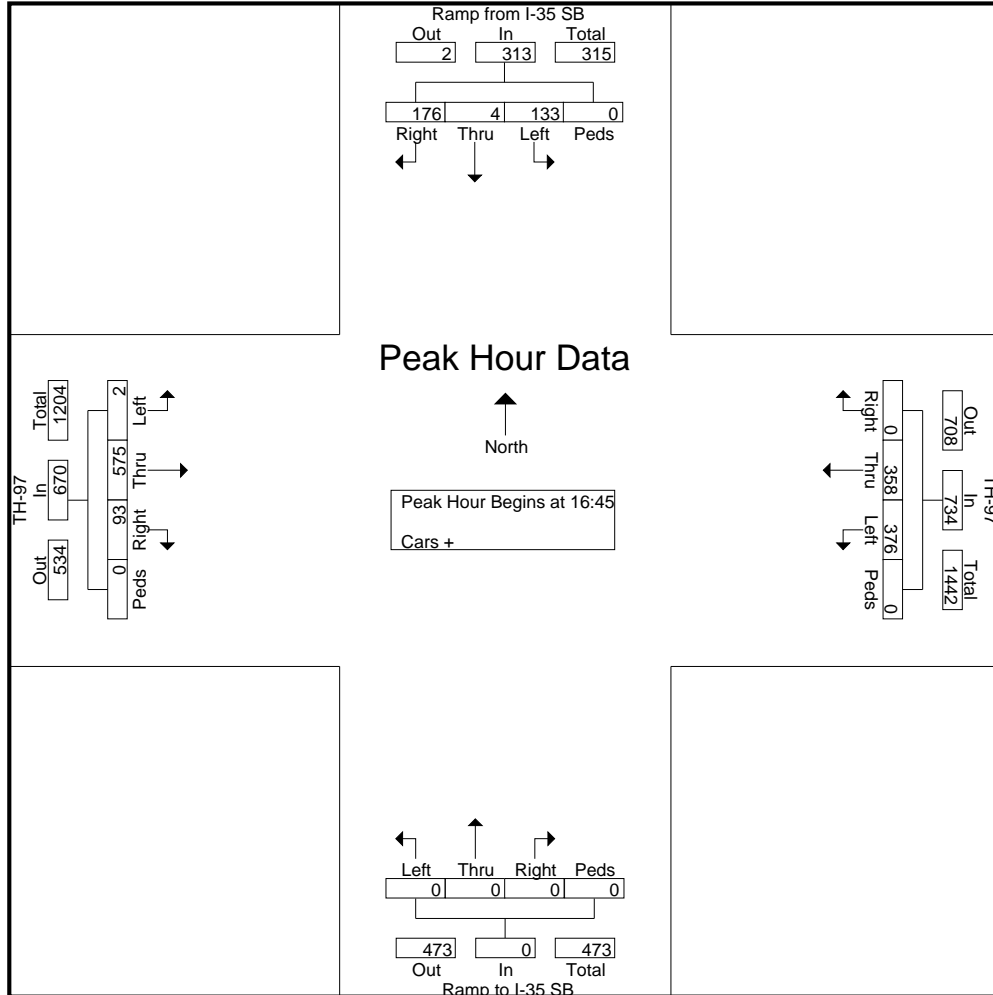 Ramp from I-35 SB
Out In Total
2 313 315
176 4 133 0
Right Thru Left Peds
Peak Hour Data
North
Peak Hour Begins at 16:45
Cars +
TH-97
Total In Out
1204 670 534
2 575 93 0
Left Thru Right Peds
Right Thru Left Peds
0 358 376 0
Out In Total
708 734 1442
TH-97
Left Thru Right Peds
0 0 0 0
473 0 473
Out In Total
Ramp to I-35 SB